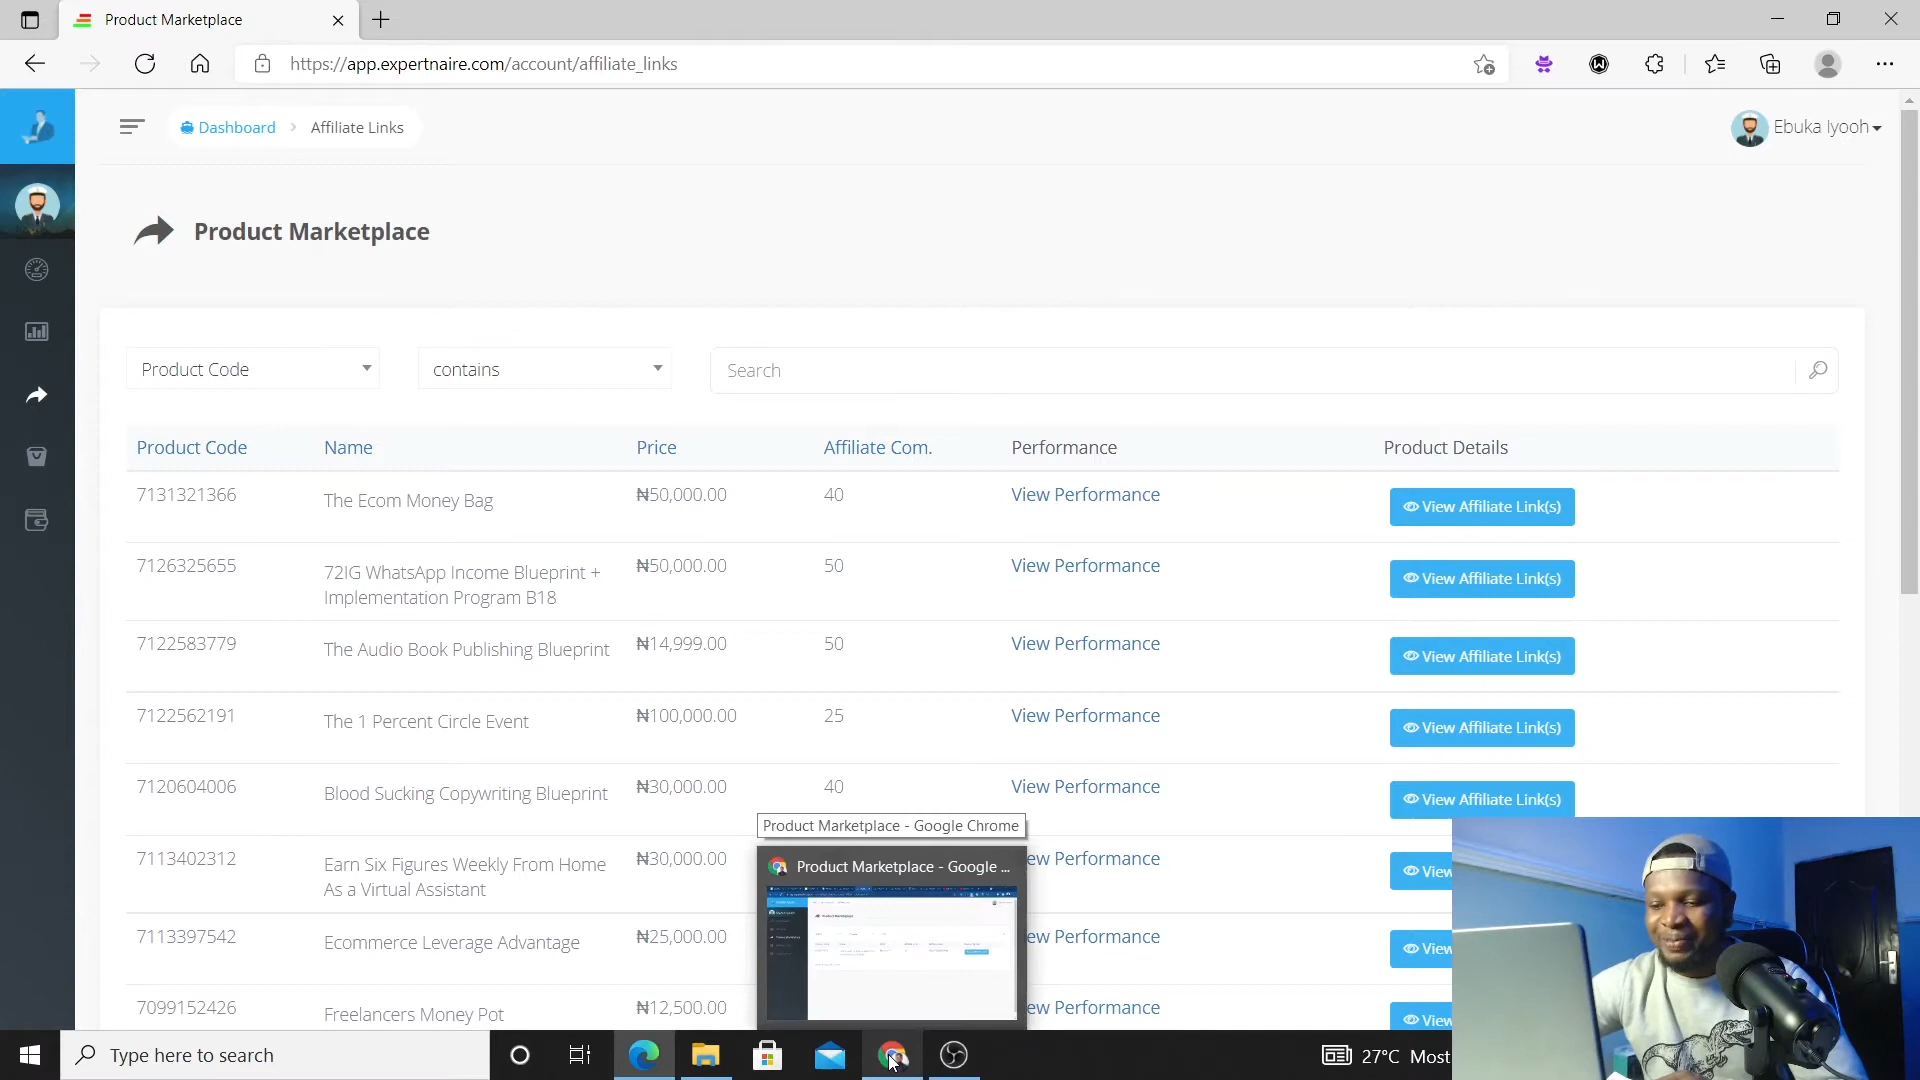 Product Marketplace
https://app.expertnaire.com/account/affiliate_links
Dashboard > Affiliate Links
Ebuka Iyooh
Product Marketplace
Product Code contains Search
Product Code Name Price Affiliate Com. Performance Product Details
7131321366 The Ecom Money Bag ₦50,000.00 40 View Performance View Affiliate Link(s)
7126325655 72IG WhatsApp Income Blueprint + ₦50,000.00 50 View Performance View Affiliate Link(s)
Implementation Program B18
7122583779 The Audio Book Publishing Blueprint ₦14,999.00 50 View Performance View Affiliate Link(s)
7122562191 The 1 Percent Circle Event ₦100,000.00 25 View Performance View Affiliate Link(s)
7120604006 Blood Sucking Copywriting Blueprint ₦30,000.00 40 View Performance View Affiliate Link(s)
Product Marketplace - Google Chrome
7113402312 Earn Six Figures Weekly From Home ₦30,000.00 ew Performance View
As a Virtual Assistant
Product Marketplace - Google ...
7113397542 Ecommerce Leverage Advantage ₦25,000.00 ew Performance View
7099152426 Freelancers Money Pot ₦12,500.00 ew Performance View
Type here to search
27°C Most